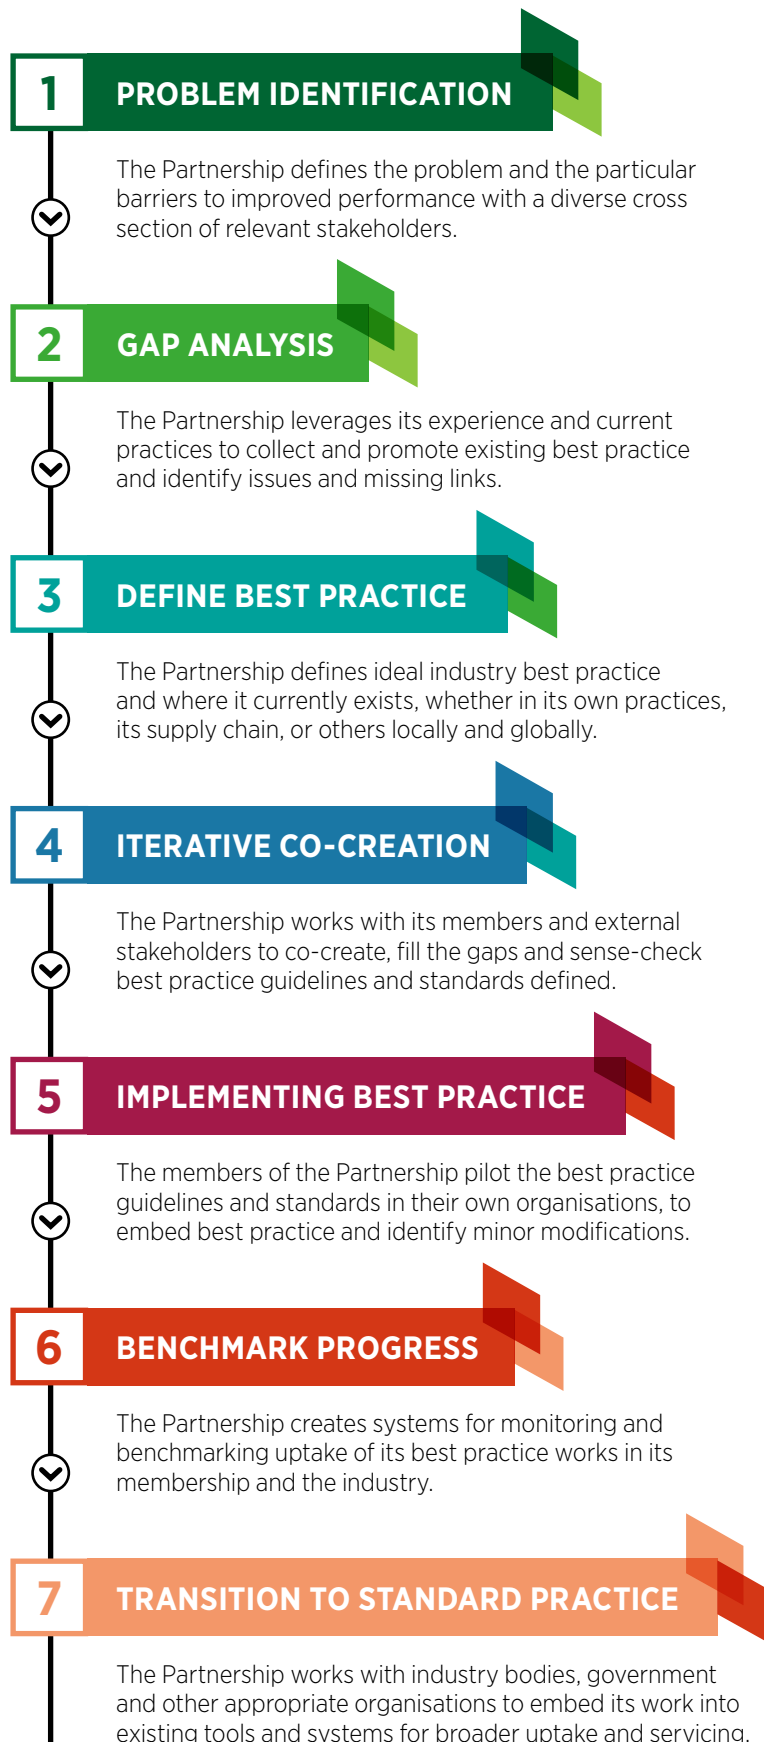 1 PROBLEM IDENTIFICATION
The Partnership defines the problem and the particular
barriers to improved performance with a diverse cross
section of relevant stakeholders.
2 GAP ANALYSIS
The Partnership leverages its experience and current
practices to collect and promote existing best practice
and identify issues and missing links.
3 DEFINE BEST PRACTICE
The Partnership defines ideal industry best practice
and where it currently exists, whether in its own practices,
its supply chain, or others locally and globally.
4 ITERATIVE CO-CREATION
The Partnership works with its members and external
stakeholders to co-create, fill the gaps and sense-check
best practice guidelines and standards defined.
5 IMPLEMENTING BEST PRACTICE
The members of the Partnership pilot the best practice
guidelines and standards in their own organisations, to
embed best practice and identify minor modifications.
6 BENCHMARK PROGRESS
The Partnership creates systems for monitoring and
benchmarking uptake of its best practice works in its
membership and the industry.
7 TRANSITION TO STANDARD PRACTICE
The Partnership works with industry bodies, government
and other appropriate organisations to embed its work into
existing tools and systems for broader uptake and servicing.